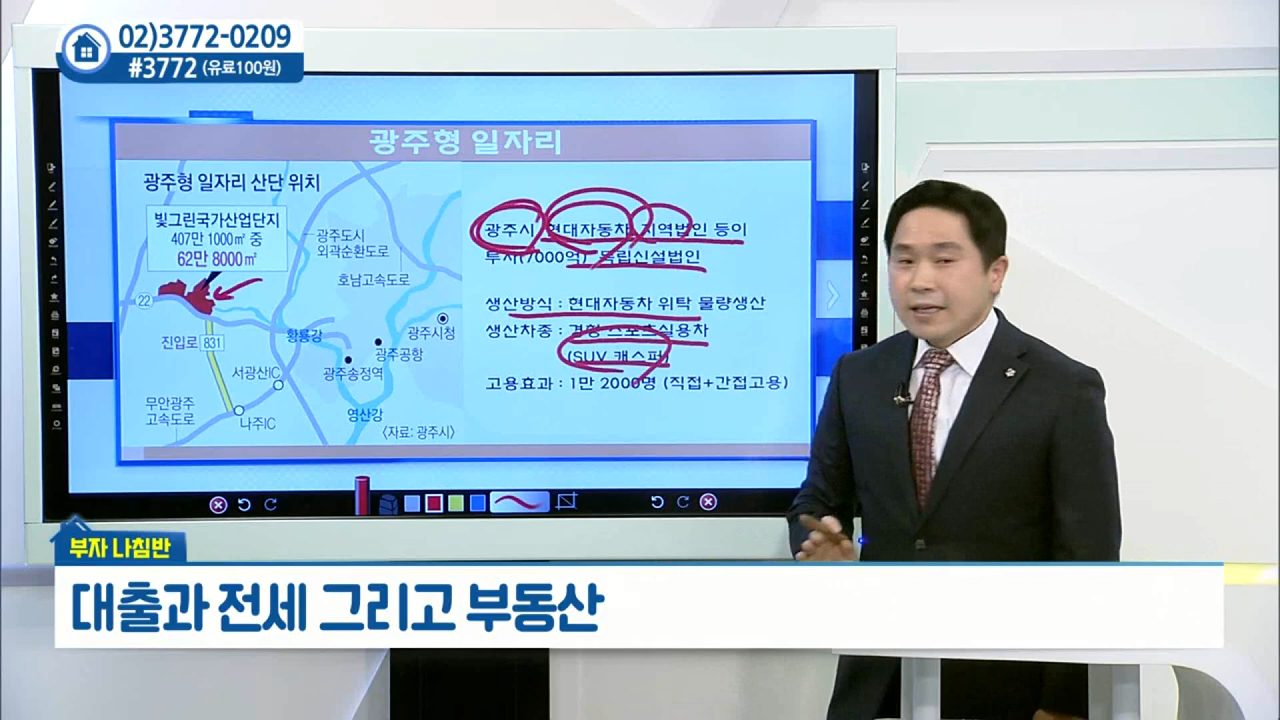 02)3772-0209
#3772 (유료100원)
광주형 일자리
광주형 일자리 산단 위치
빛그린국가산업단지
407만 1000㎡ 중
62만 8000㎡
광주도시
외곽순환도로
호남고속도로
22
진입로 831
황룡강
광주시청
광주공항
광주송정역
서광산IC
무안광주
고속도로
나주IC
영산강
〈자료: 광주시〉
광주시 현대자동차 지역법인 등이
투자(7000억) 독립신설법인
생산방식 : 현대자동차 위탁 물량생산
생산차종 : 경형 스포츠실용차
(SUV 캐스퍼)
고용효과 : 1만 2000명 (직접+간접고용)
부자 나침반
대출과 전세 그리고 부동산